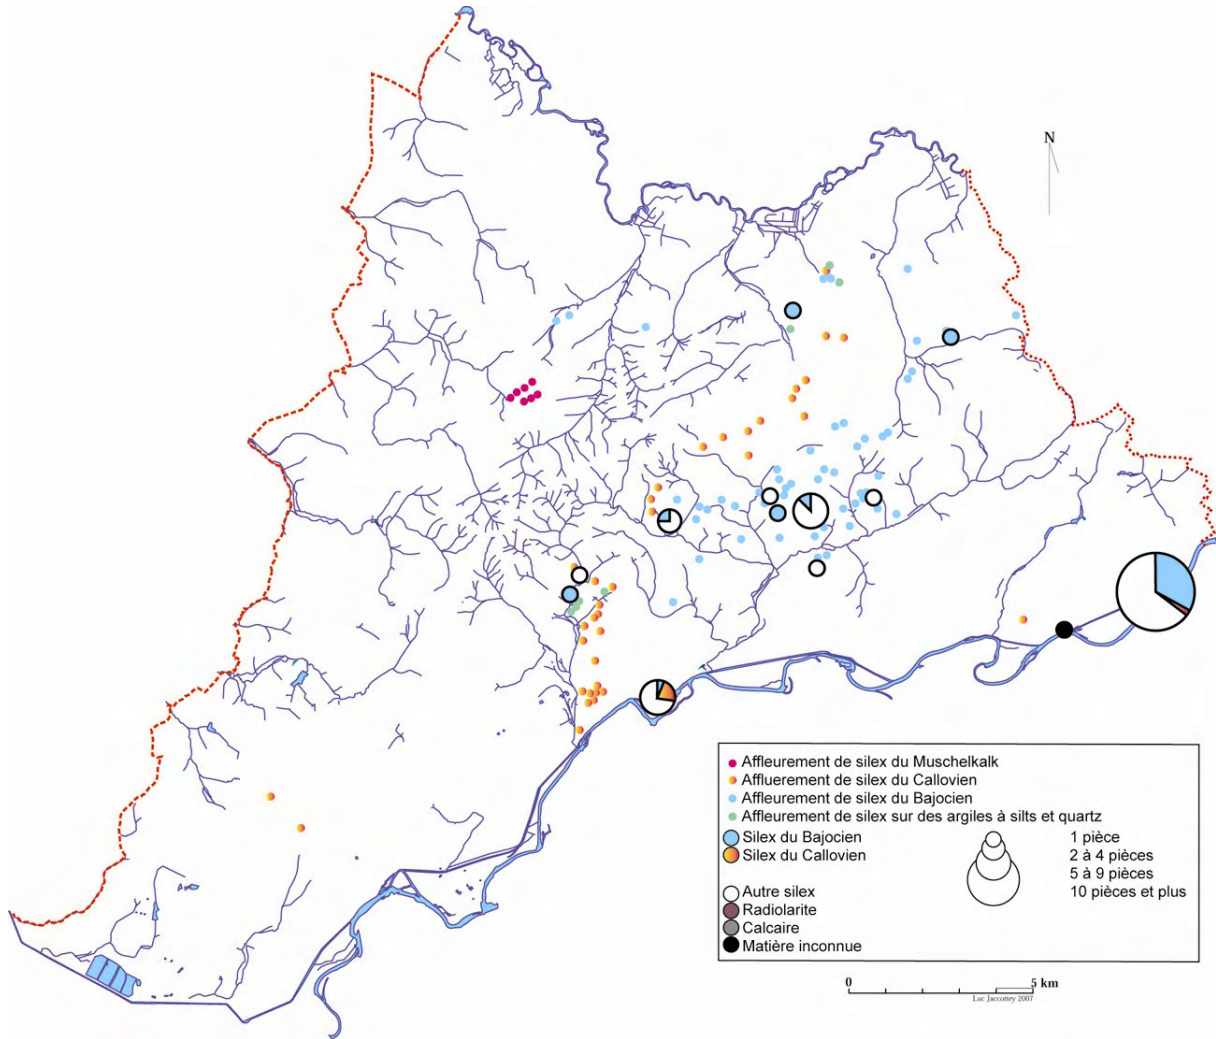 N
Affleurement de silex du Muschelkalk
Affluerement de silex du Callovien
Affleurement de silex du Bajocien
Affleurement de silex sur des argiles à silts et quartz
Silex du Bajocien
Silex du Callovien
Autre silex
Radiolarite
Calcaire
Matière inconnue
1 pièce
2 à 4 pièces
5 à 9 pièces
10 pièces et plus
0 5 km
Luc Jaccottey 2007